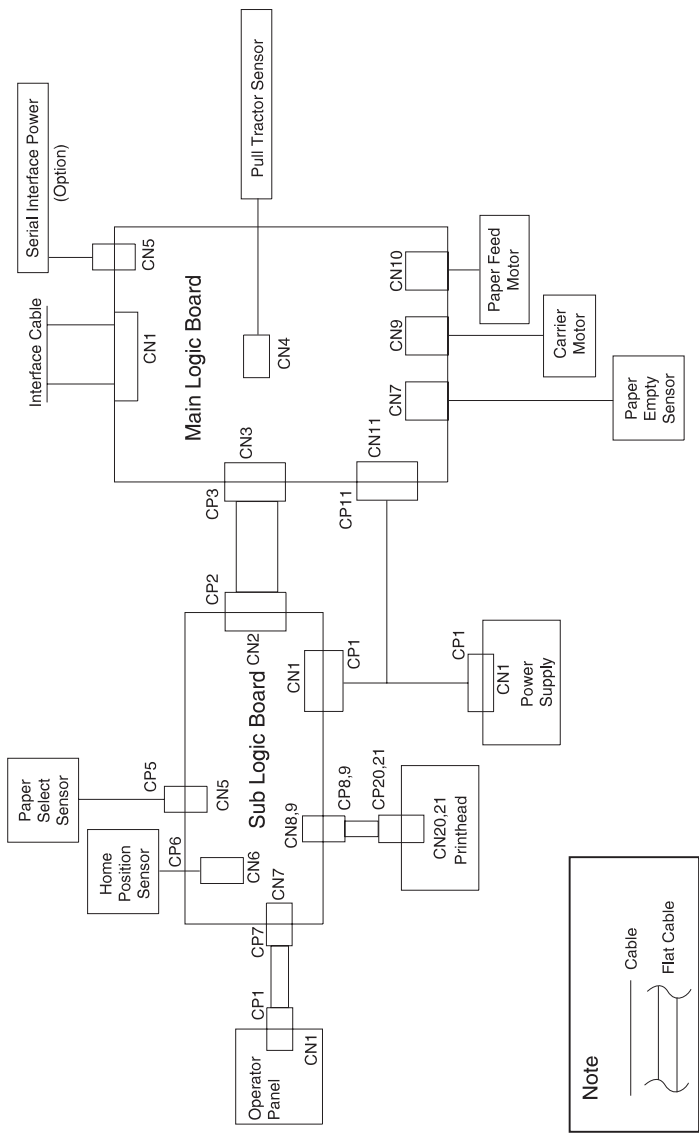 Serial Interface Power
(Option)
Interface Cable
CN5
CN1
Pull Tractor Sensor
Main Logic Board
CN4
CN10
Paper Feed
Motor
CN9
Carrier
Motor
CN7
Paper
Empty
Sensor
CN3
CP3
CN11
CP11
CP2
CN2
Sub Logic Board
CN1
CP1
CP1
CN1
Power
Supply
Paper
Select
Sensor
CP5
CN5
Home
Position
Sensor
CP6
CN6
CN8,9
CP8,9
CP20,21
CN20,21
Printhead
CN7
CP7
CP1
CN1
Operator
Panel
Note
Cable
Flat Cable